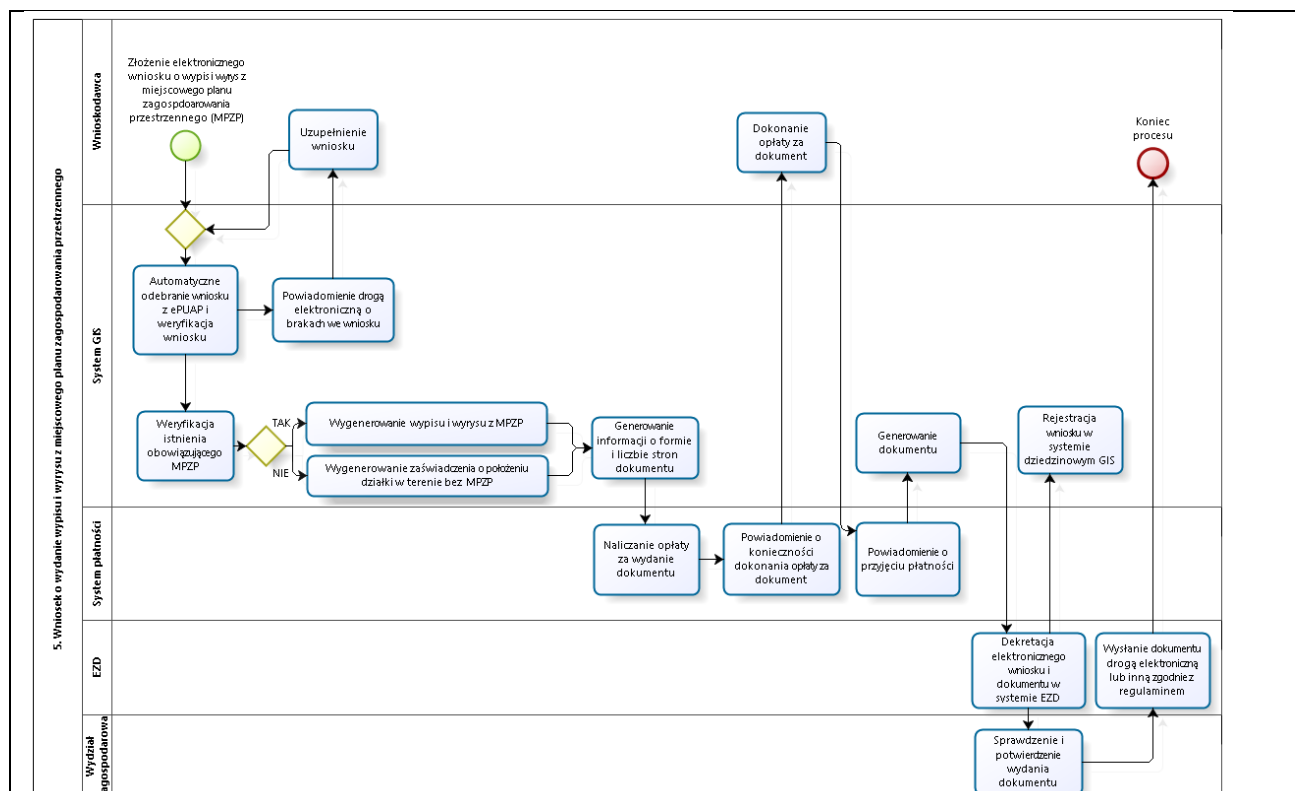 5. Wniosek o wydanie wypisu i wyrysu z miejscowego planu zagospodarowania przestrzennego
Wnioskodawca
Złożenie elektronicznego
wniosku o wypis i wyrys z
miejscowego planu
zagospdoarowania
przestrzennego (MPZP)
Uzupełnienie
wniosku
Dokonanie
opłaty za
dokument
Koniec
procesu
System GIS
Automatyczne
odebranie wniosku
z ePUAP i
weryfikacja
wniosku
Powiadomienie drogą
elektroniczną o
brakach we wniosku
Weryfikacja
istnienia
obowiązującego
MPZP
TAK
NIE
Wygenerowanie wypisu i wyrysu z MPZP
Wygenerowanie zaświadczenia o położeniu
działki w terenie bez MPZP
Generowanie
informacji o formie
i liczbie stron
dokumentu
Generowanie
dokumentu
Rejestracja
wniosku w
systemie
dziedzinowym GIS
System płatności
Naliczanie opłaty
za wydanie
dokumentu
Powiadomienie o
konieczności
dokonania opłaty za
dokument
Powiadomienie o
przyjęciu płatności
EZD
Dekretacja
elektronicznego
wniosku i
dokumentu w
systemie EZD
Wysłanie dokumentu
drogą elektroniczną
lub inną zgodnie z
regulaminem
Wydział
agospodarowa
Sprawdzenie i
potwierdzenie
wydania
dokumentu